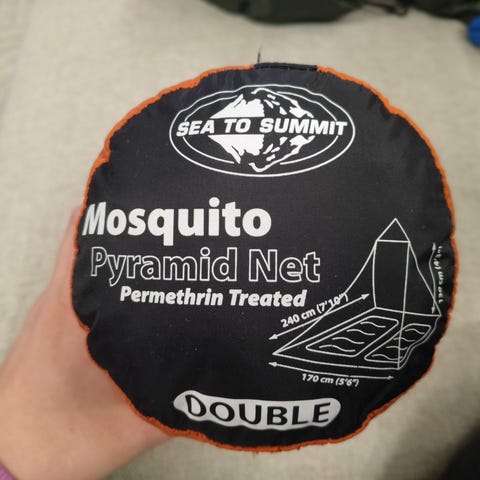 SEA TO SUMMIT
Mosquito
Pyramid Net
Permethrin Treated
240 cm (7'10")
170 cm (5'6")
DOUBLE